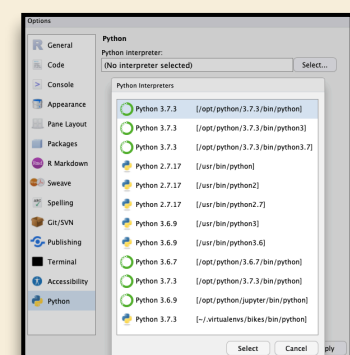 Options
General
Code
Console
Appearance
Pane Layout
Packages
R Markdown
Sweave
Spelling
Git/SVN
Publishing
Terminal
Accessibility
Python
Python
Python interpreter:
(No interpreter selected) Select...
Python Interpreters
Python 3.7.3 [/opt/python/3.7.3/bin/python]
Python 3.7.3 [/opt/python/3.7.3/bin/python3]
Python 3.7.3 [/opt/python/3.7.3/bin/python3.7]
Python 2.7.17 [/usr/bin/python]
Python 2.7.17 [/usr/bin/python2]
Python 2.7.17 [/usr/bin/python2.7]
Python 3.6.9 [/usr/bin/python3]
Python 3.6.9 [/usr/bin/python3.6]
Python 3.6.7 [/opt/python/3.6.7/bin/python]
Python 3.7.3 [/opt/python/3.7.3/bin/python]
Python 3.6.9 [/opt/python/jupyter/bin/python]
Python 3.7.3 [~/.virtualenvs/bikes/bin/python]
Select Cancel
ply